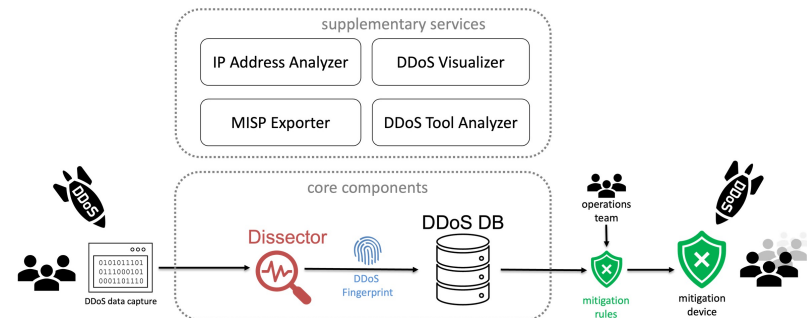 supplementary services
IP Address Analyzer
DDoS Visualizer
MISP Exporter
DDoS Tool Analyzer
core components
DDoS
DDoS
operations
team
Dissector
DDoS DB
DDoS
Fingerprint
0101011101
0111000101
0001101110
DDoS data capture
mitigation
rules
mitigation
device